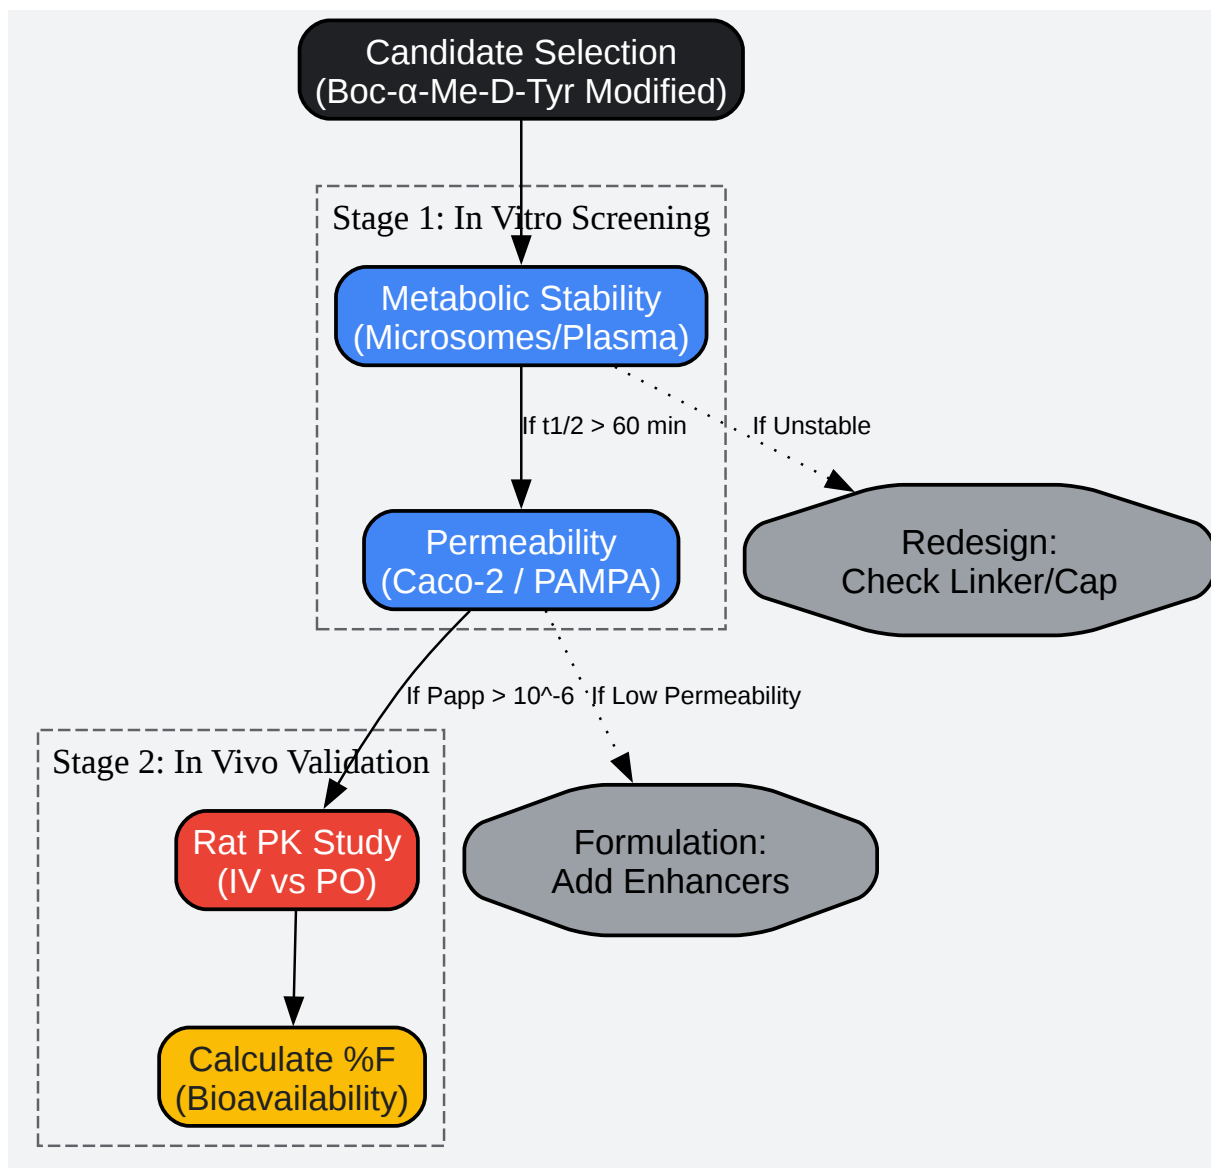 Candidate Selection
(Boc-α-Me-D-Tyr Modified)
Stage 1: In Vitro Screening
Metabolic Stability
(Microsomes/Plasma)
If t1/2 > 60 min
If Unstable
Permeability
(Caco-2 / PAMPA)
Redesign:
Check Linker/Cap
If Papp > 10^-6
If Low Permeability
Stage 2: In Vivo Validation
Rat PK Study
(IV vs PO)
Formulation:
Add Enhancers
Calculate %F
(Bioavailability)